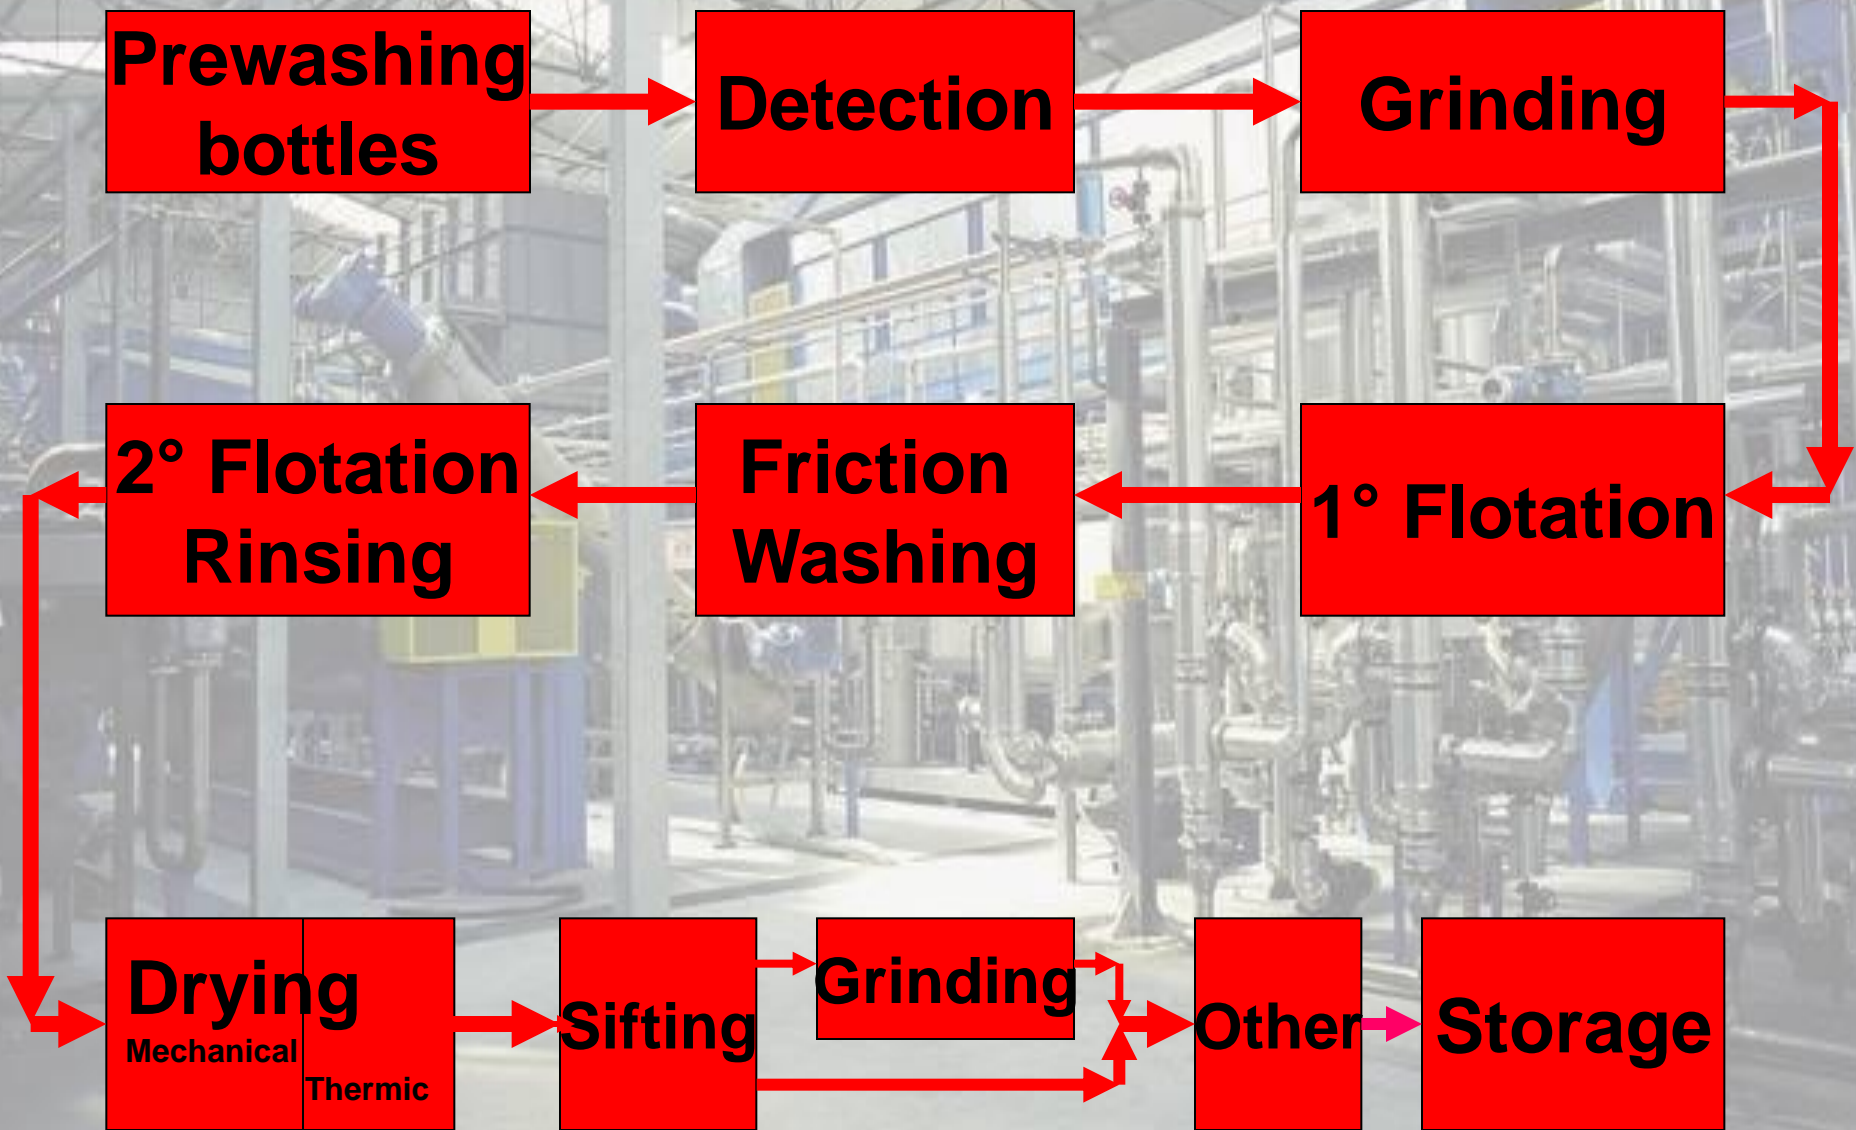 Prewashing
bottles
Detection
Grinding
2° Flotation
Rinsing
Friction
Washing
1° Flotation
Drying
Mechanical
Thermic
Sifting
Grinding
Other
Storage